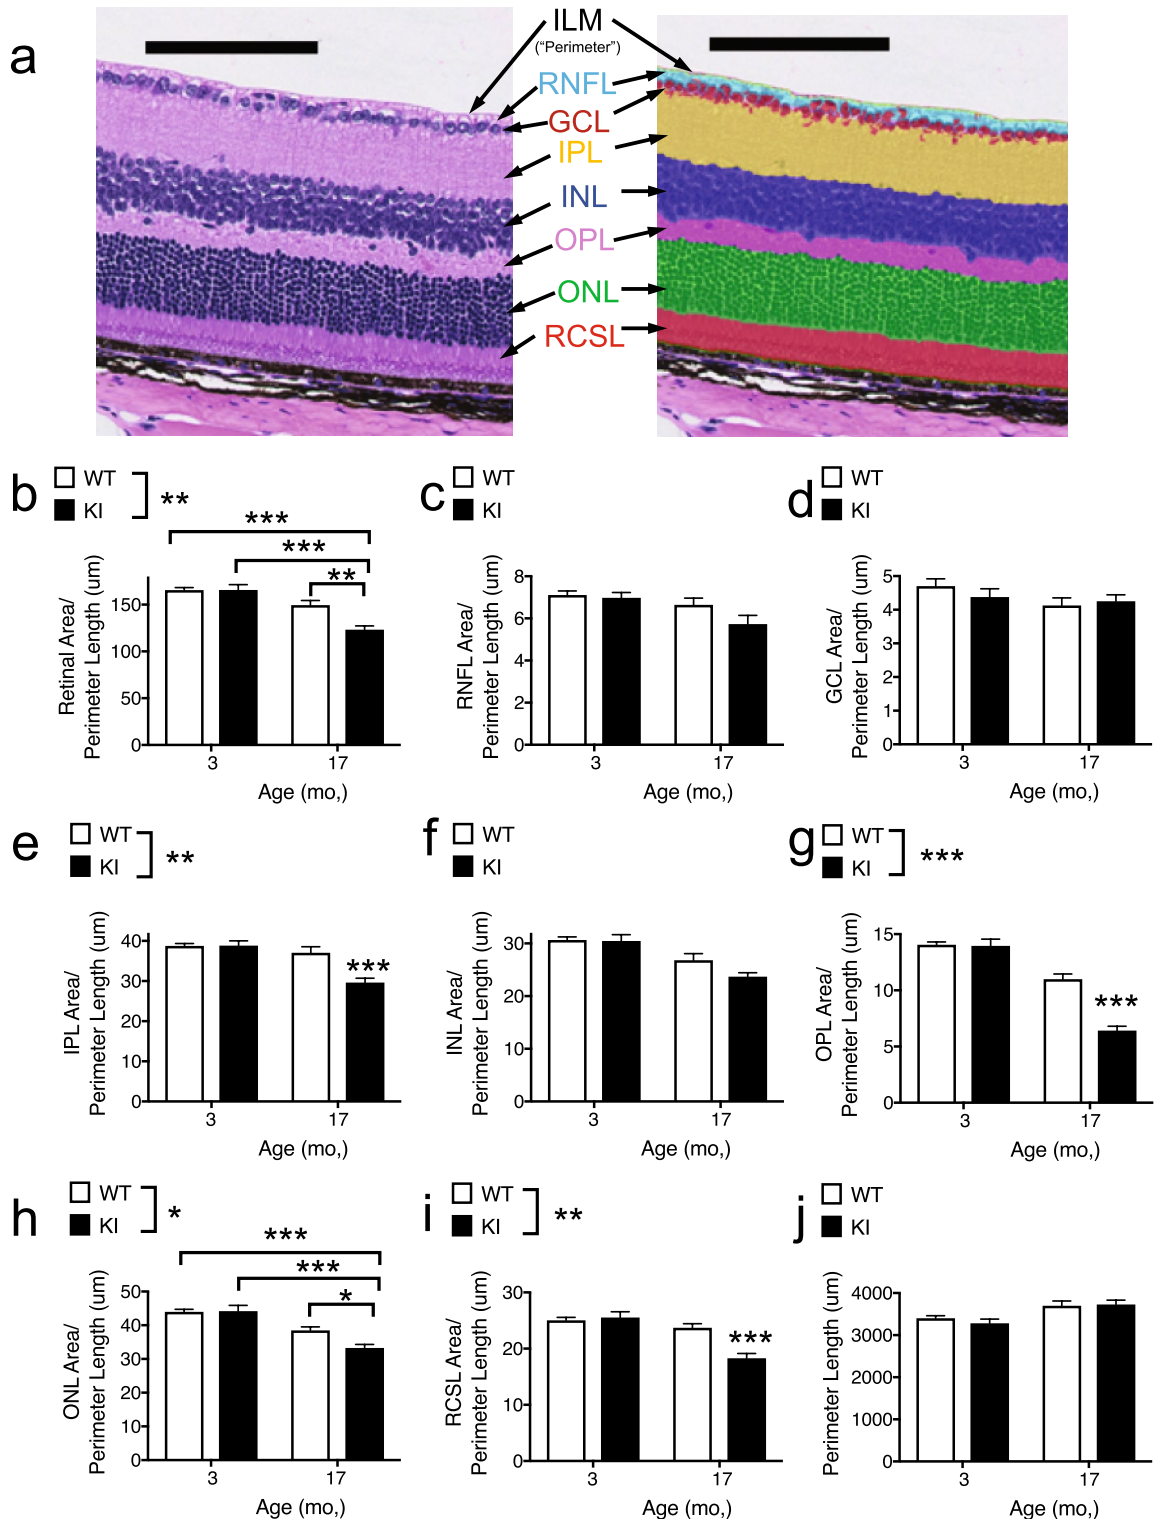 a
ILM
("Perimeter")
RNFL
GCL
IPL
INL
OPL
ONL
RCSL
b
WT
KI
**
***
***
**
Retinal Area/
Perimeter Length (um)
150
100
50
0
3
17
Age (mo,)
c
WT
KI
RNFL Area/
Perimeter Length (um)
8
6
4
2
0
3
17
Age (mo,)
d
WT
KI
GCL Area/
Perimeter Length (um)
5
4
3
2
1
0
3
17
Age (mo,)
e
WT
KI
**
***
IPL Area/
Perimeter Length (um)
40
30
20
10
0
3
17
Age (mo,)
f
WT
KI
INL Area/
Perimeter Length (um)
30
20
10
0
3
17
Age (mo,)
g
WT
KI
***
***
OPL Area/
Perimeter Length (um)
15
10
5
0
3
17
Age (mo,)
h
WT
KI
*
***
***
*
ONL Area/
Perimeter Length (um)
50
40
30
20
10
0
3
17
Age (mo,)
i
WT
KI
**
***
RCSL Area/
Perimeter Length (um)
30
20
10
0
3
17
Age (mo,)
j
WT
KI
Perimeter Length (um)
4000
3000
2000
1000
0
3
17
Age (mo,)